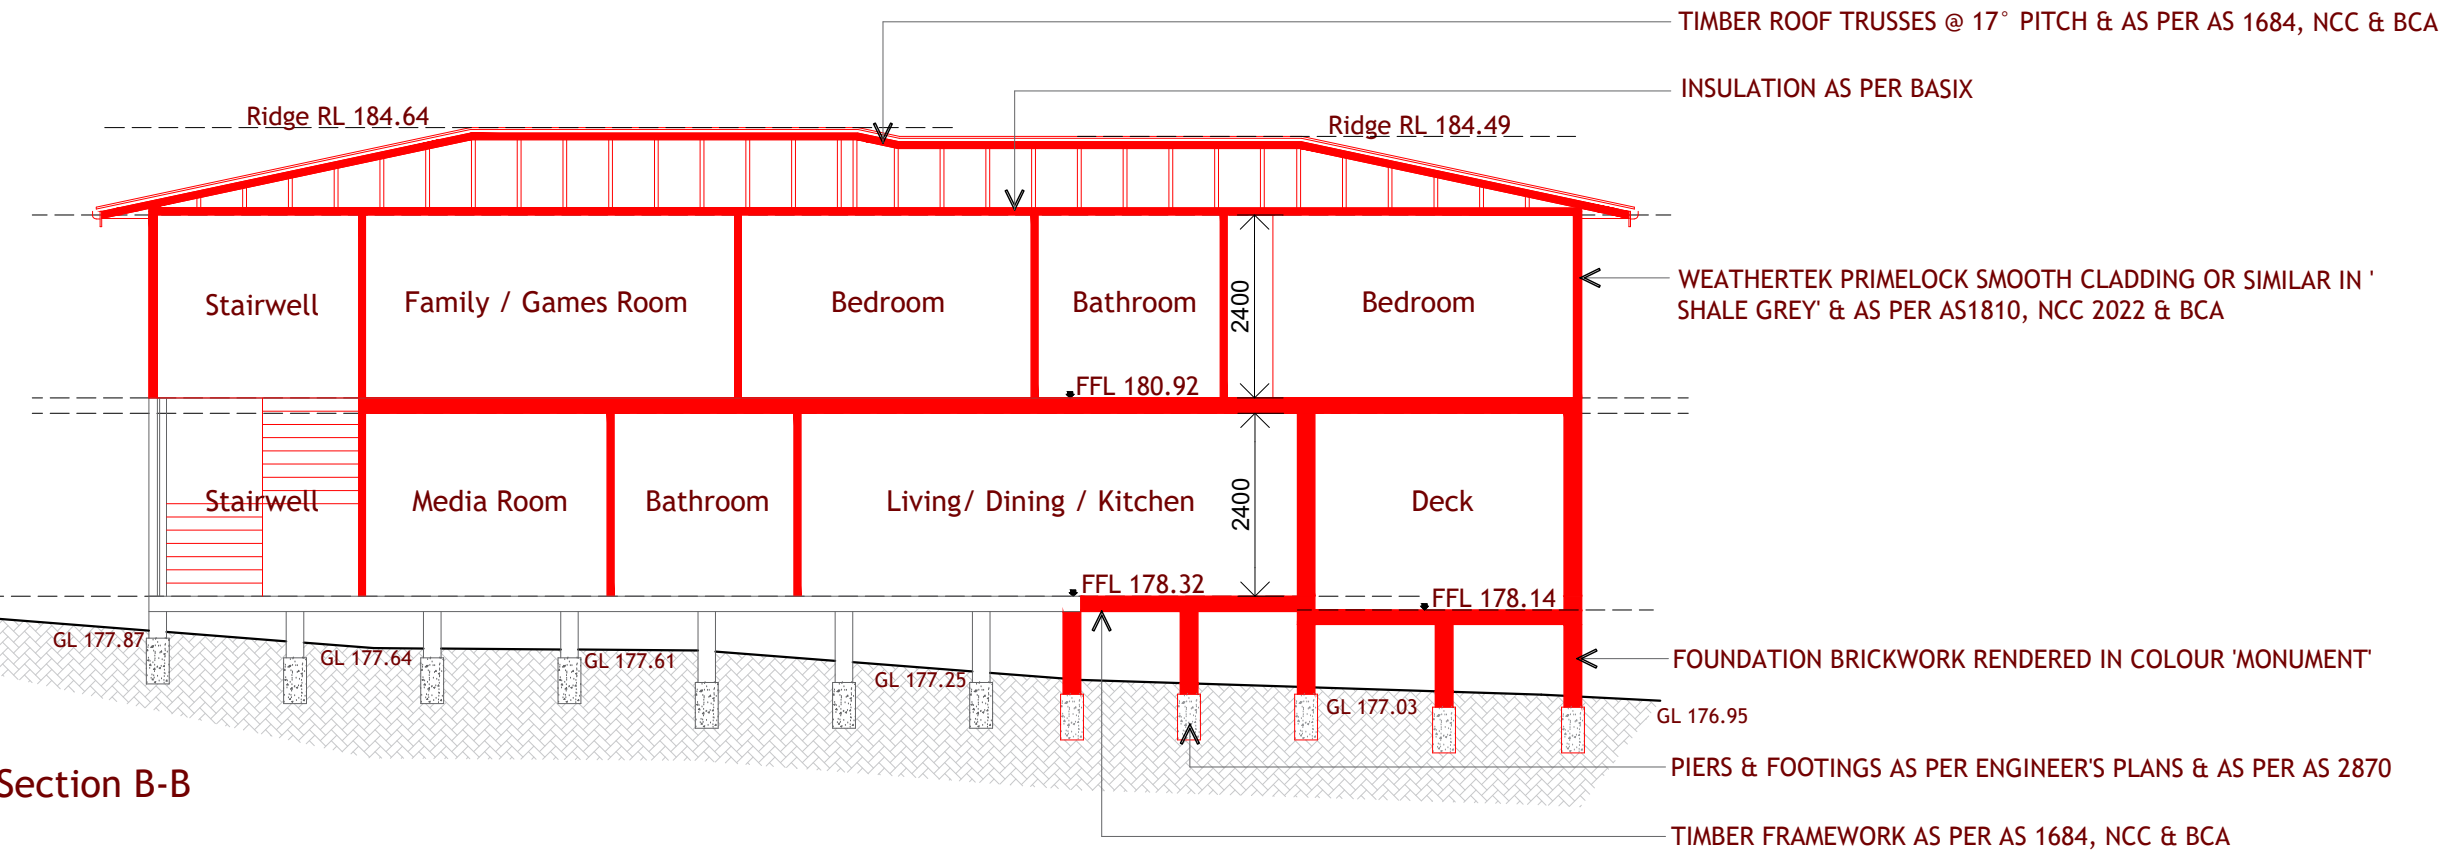 TIMBER ROOF TRUSSES @ 17° PITCH & AS PER AS 1684, NCC & BCA
INSULATION AS PER BASIX
Ridge RL 184.64
Ridge RL 184.49
WEATHERTEK PRIMELOCK SMOOTH CLADDING OR SIMILAR IN '
SHALE GREY' & AS PER AS1810, NCC 2022 & BCA
Stairwell
Family / Games Room
Bedroom
Bathroom
2400
Bedroom
FFL 180.92
Stairwell
Media Room
Bathroom
Living/ Dining / Kitchen
2400
Deck
FFL 178.32
FFL 178.14
GL 177.87
GL 177.64
GL 177.61
GL 177.25
GL 177.03
GL 176.95
FOUNDATION BRICKWORK RENDERED IN COLOUR 'MONUMENT'
PIERS & FOOTINGS AS PER ENGINEER'S PLANS & AS PER AS 2870
Section B-B
TIMBER FRAMEWORK AS PER AS 1684, NCC & BCA